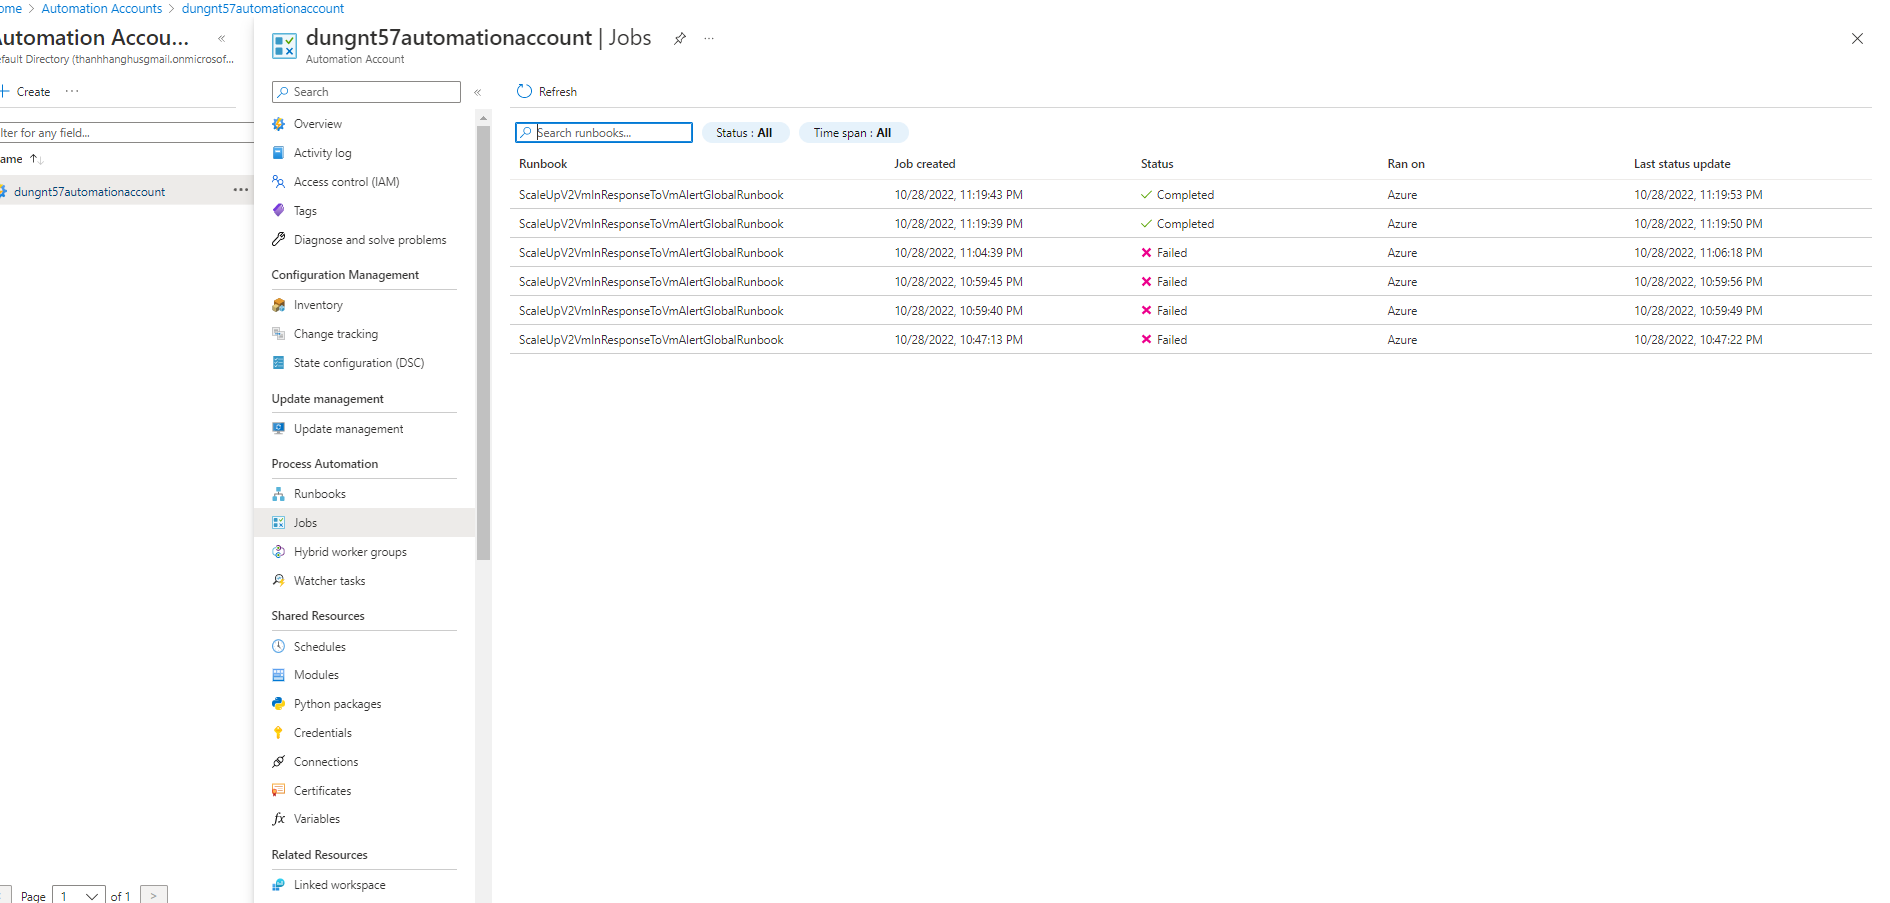 ome > Automation Accounts > dungnt57automationaccount
utomation Accou... «
efault Directory (thanhhanghusgmail.onmicrosof...
+ Create ...
lter for any field...
ame ↑↓
dungnt57automationaccount ...
Page 1 of 1 >
dungnt57automationaccount | Jobs ...
Automation Account
Search «
Overview
Activity log
Access control (IAM)
Tags
Diagnose and solve problems
Configuration Management
Inventory
Change tracking
State configuration (DSC)
Update management
Update management
Process Automation
Runbooks
Jobs
Hybrid worker groups
Watcher tasks
Shared Resources
Schedules
Modules
Python packages
Credentials
Connections
Certificates
fx Variables
Related Resources
Linked workspace
Refresh
Search runbooks... Status : All Time span : All
Runbook Job created Status Ran on Last status update
ScaleUpV2VmInResponseToVmAlertGlobalRunbook 10/28/2022, 11:19:43 PM Completed Azure 10/28/2022, 11:19:53 PM
ScaleUpV2VmInResponseToVmAlertGlobalRunbook 10/28/2022, 11:19:39 PM Completed Azure 10/28/2022, 11:19:50 PM
ScaleUpV2VmInResponseToVmAlertGlobalRunbook 10/28/2022, 11:04:39 PM Failed Azure 10/28/2022, 11:06:18 PM
ScaleUpV2VmInResponseToVmAlertGlobalRunbook 10/28/2022, 10:59:45 PM Failed Azure 10/28/2022, 10:59:56 PM
ScaleUpV2VmInResponseToVmAlertGlobalRunbook 10/28/2022, 10:59:40 PM Failed Azure 10/28/2022, 10:59:49 PM
ScaleUpV2VmInResponseToVmAlertGlobalRunbook 10/28/2022, 10:47:13 PM Failed Azure 10/28/2022, 10:47:22 PM